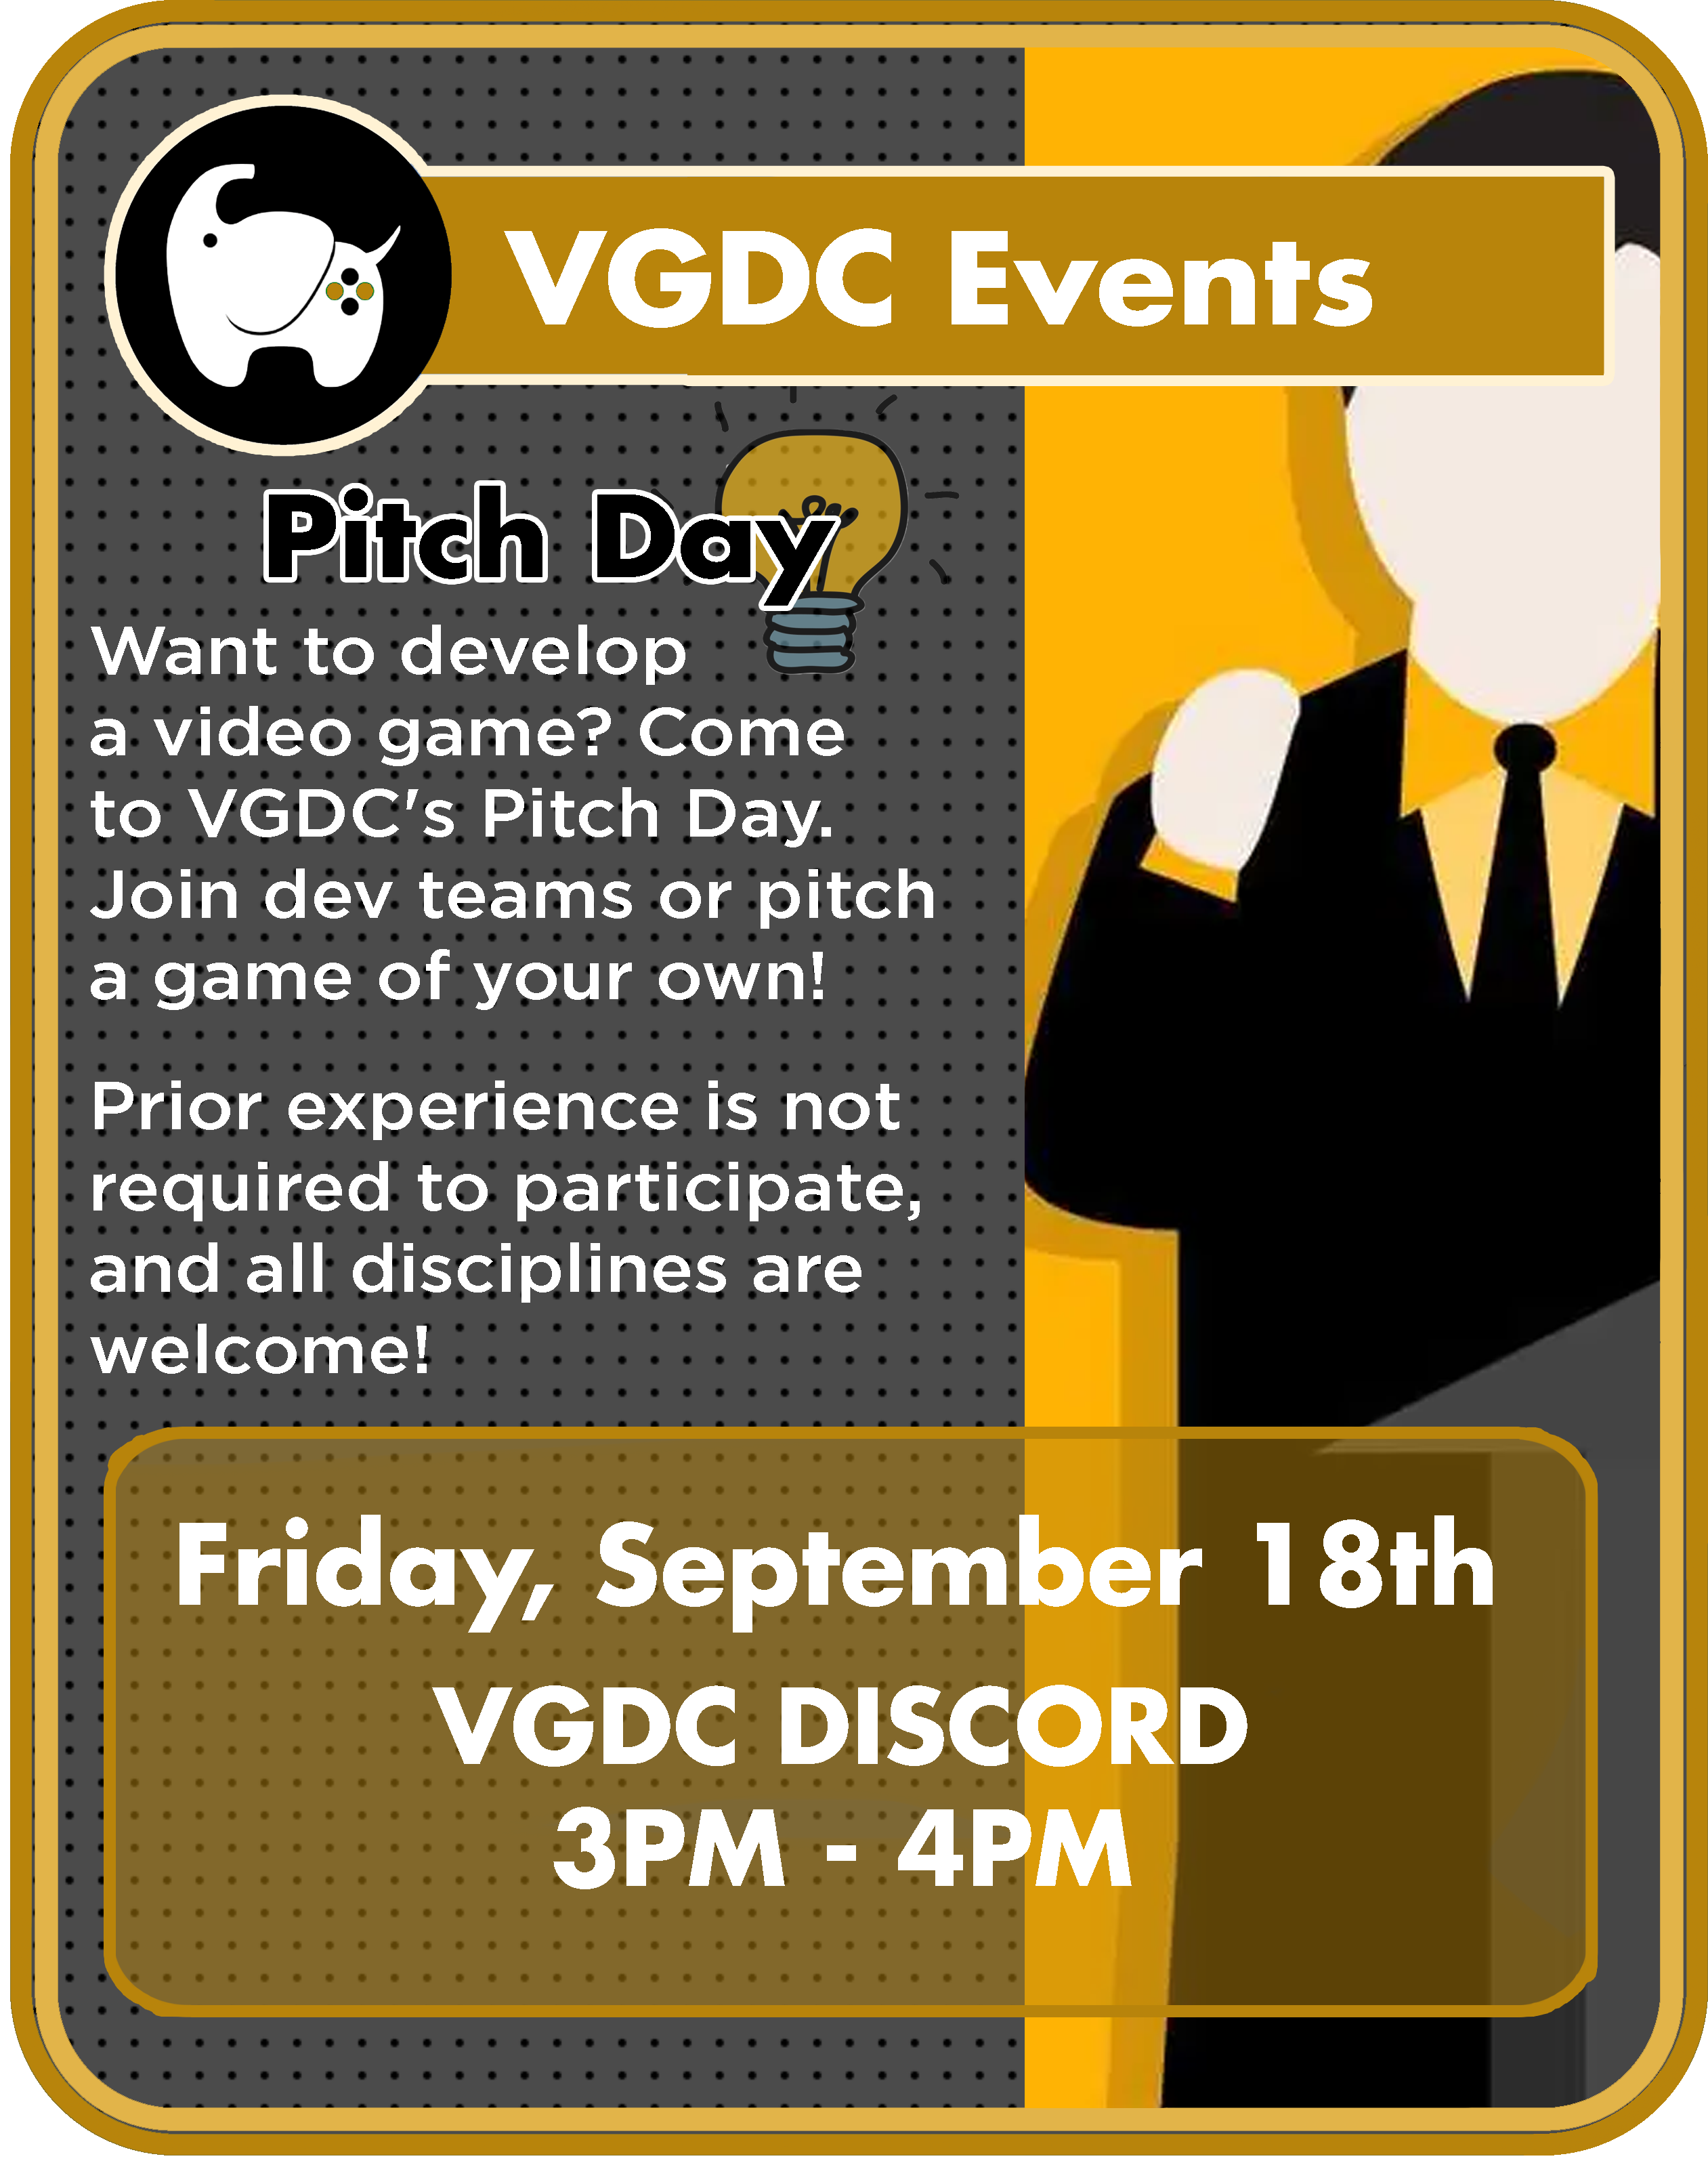 VGDC Events
Pitch Day
Want to develop
a video game? Come
to VGDC's Pitch Day.
Join dev teams or pitch
a game of your own!
Prior experience is not
required to participate,
and all disciplines are
welcome!
Friday, September 18th
VGDC DISCORD
3PM - 4PM